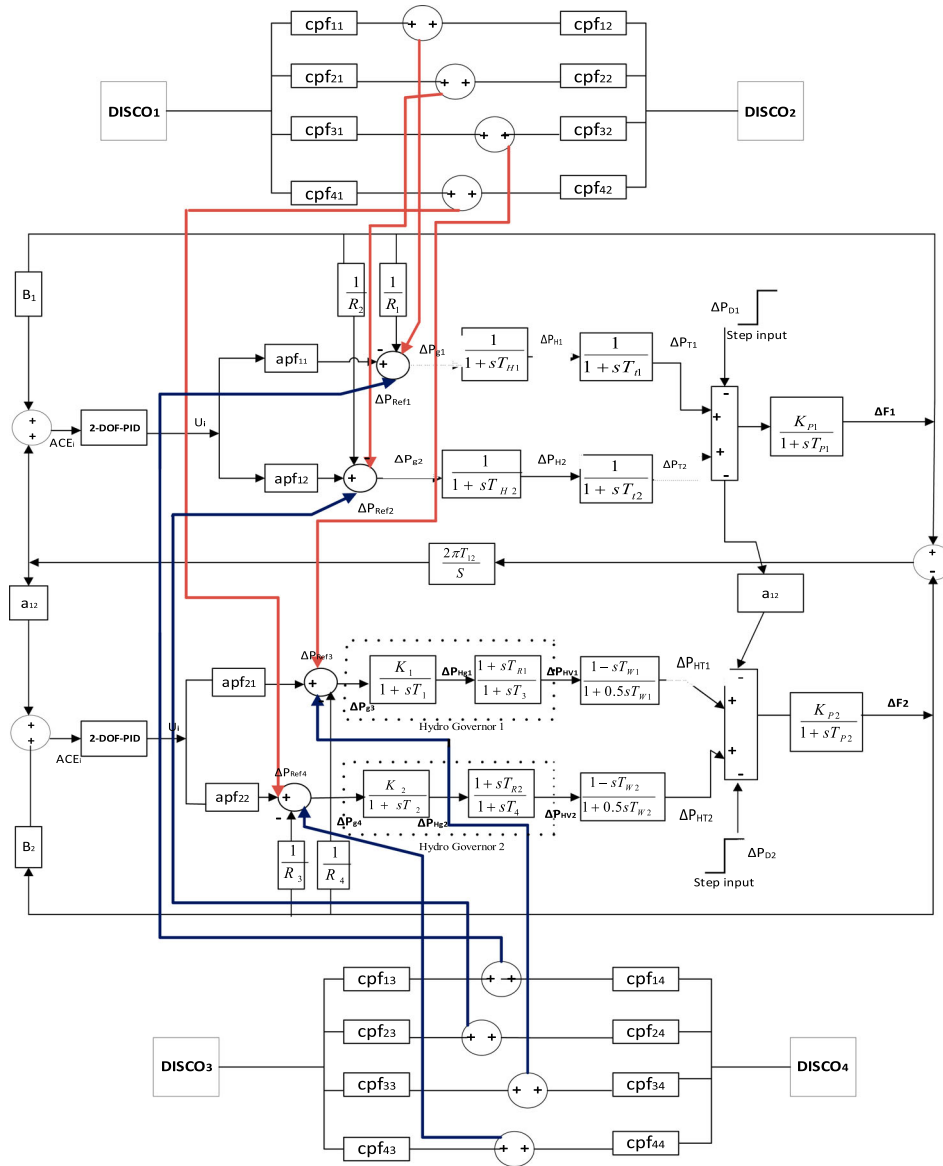 cpf11 + + cpf12
cpf21 + + cpf22
DISCO1 DISCO2
cpf31 + + cpf32
cpf41 + + cpf42
B1
1/R2 1/R1
ΔPD1
Step input
apf11 - + ΔPg1 1/(1 + sTH1) ΔPH1 1/(1 + sTt1) ΔPT1
ΔPRef1
- + + -
+ + ACEi 2-DOF-PID Ui
KP1/(1 + sTP1) ΔF1
apf12 + ΔPg2 1/(1 + sTH2) ΔPH2 1/(1 + sTt2) ΔPT2
ΔPRef2
2πT12/S
+ -
a12 a12
apf21 ΔPRef3 + ΔPg3 K1/(1 + sT1) ΔPHg1 (1 + sTR1)/(1 + sT3) ΔPHV1 (1 - sTW1)/(1 + 0.5sTW1) ΔPHT1
Hydro Governor 1
- + + -
+ + ACEi 2-DOF-PID Ui
KP2/(1 + sTP2) ΔF2
apf22 ΔPRef4 + - ΔPg4 K2/(1 + sT2) ΔPHg2 (1 + sTR2)/(1 + sT4) ΔPHV2 (1 - sTW2)/(1 + 0.5sTW2) ΔPHT2
Hydro Governor 2
B2
1/R3 1/R4
ΔPD2
Step input
cpf13 + + cpf14
cpf23 + + cpf24
DISCO3 DISCO4
cpf33 + + cpf34
cpf43 + + cpf44